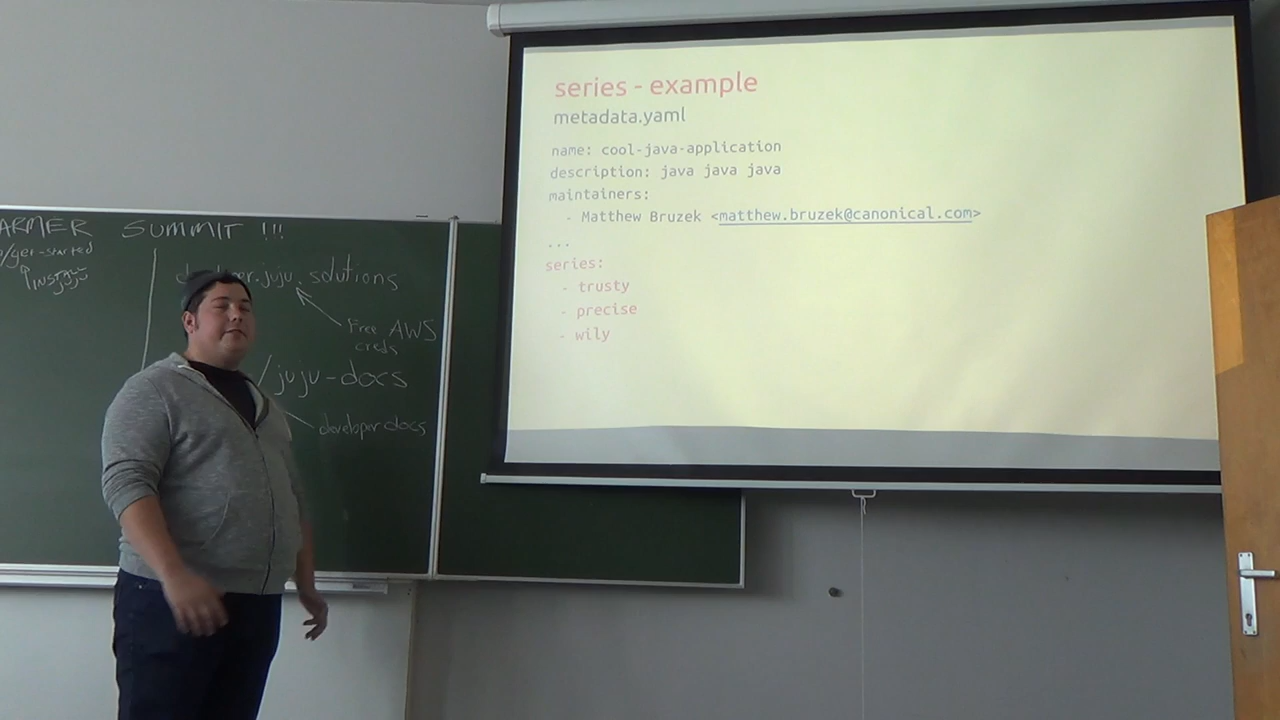 series - example
metadata.yaml
name: cool-java-application
description: java java java
maintainers:
- Matthew Bruzek <matthew.bruzek@canonical.com>
...
series:
- trusty
- precise
- wily
ARMER SUMMIT !!!
/get-started
.juju.solutions
Free AWS
creds
/juju-docs
developer docs